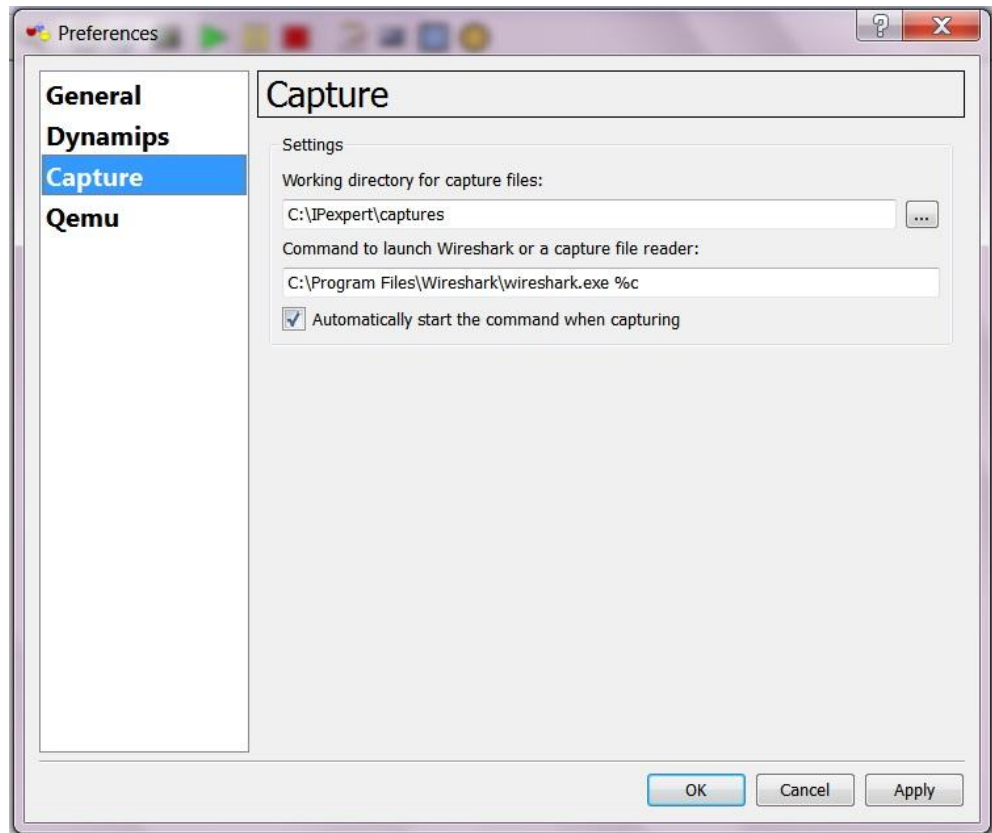 Preferences
General
Dynamips
Capture
Qemu
Capture
Settings
Working directory for capture files:
C:\IPexpert\captures
...
Command to launch Wireshark or a capture file reader:
C:\Program Files\Wireshark\wireshark.exe %c
Automatically start the command when capturing
OK
Cancel
Apply